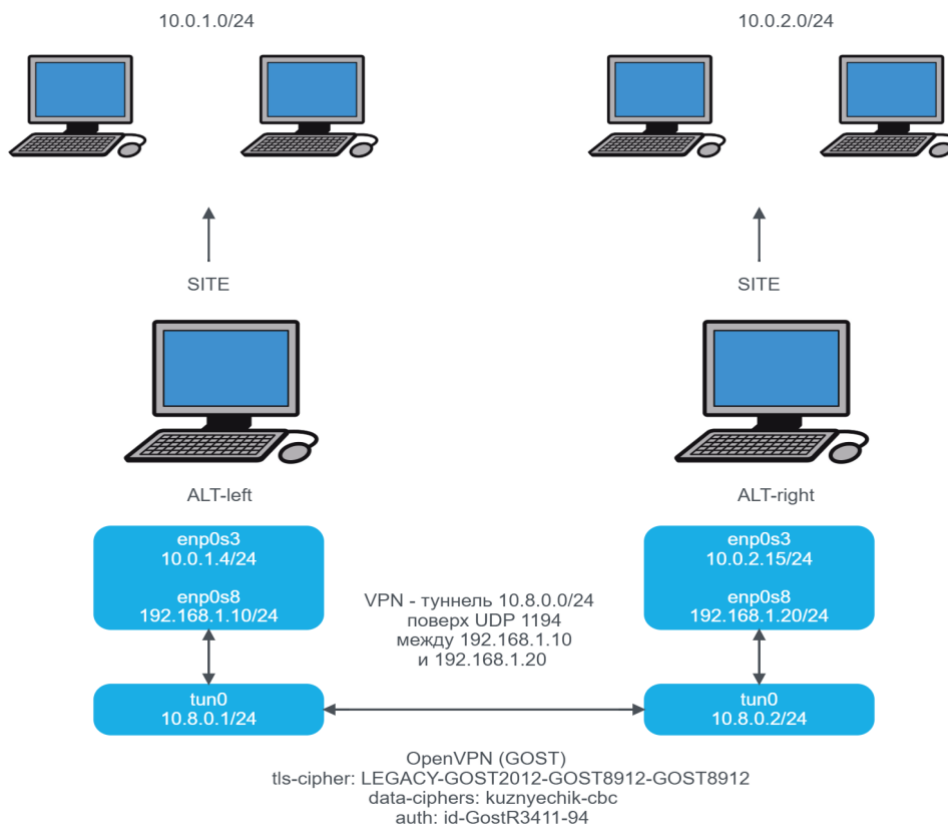 10.0.1.0/24
10.0.2.0/24
SITE
SITE
ALT-left
ALT-right
enp0s3
10.0.1.4/24
enp0s8
192.168.1.10/24
enp0s3
10.0.2.15/24
enp0s8
192.168.1.20/24
VPN - туннель 10.8.0.0/24
поверх UDP 1194
между 192.168.1.10
и 192.168.1.20
tun0
10.8.0.1/24
tun0
10.8.0.2/24
OpenVPN (GOST)
tls-cipher: LEGACY-GOST2012-GOST8912-GOST8912
data-ciphers: kuznyechik-cbc
auth: id-GostR3411-94